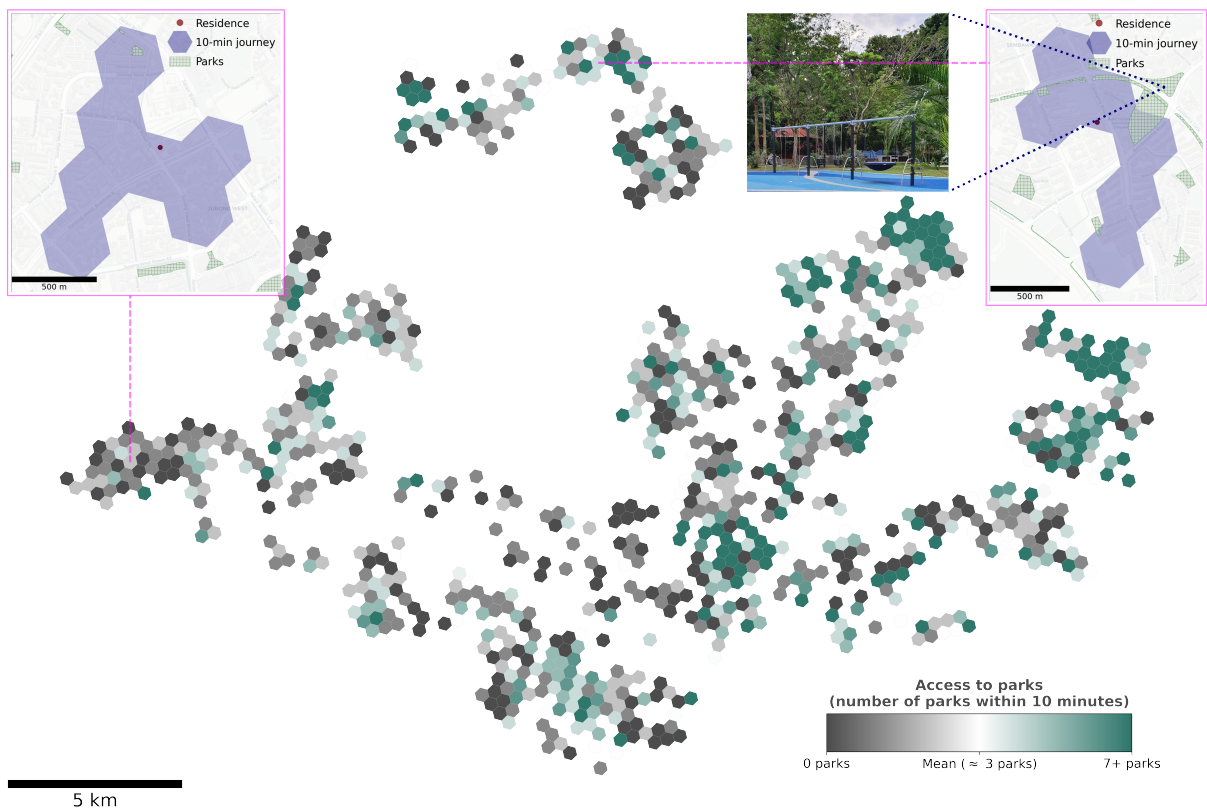 Residence
10-min journey
Parks
500 m
Residence
10-min journey
Parks
500 m
Access to parks
(number of parks within 10 minutes)
0 parks
Mean ( ≈ 3 parks)
7+ parks
5 km